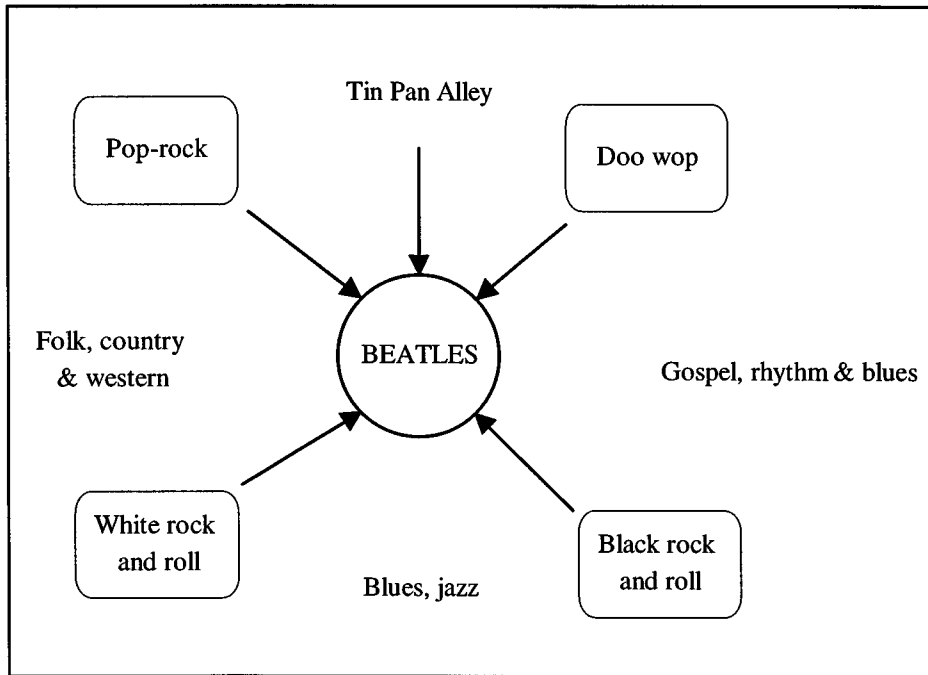 Tin Pan Alley
Pop-rock
Doo wop
Folk, country
& western
BEATLES
Gospel, rhythm & blues
White rock
and roll
Black rock
and roll
Blues, jazz